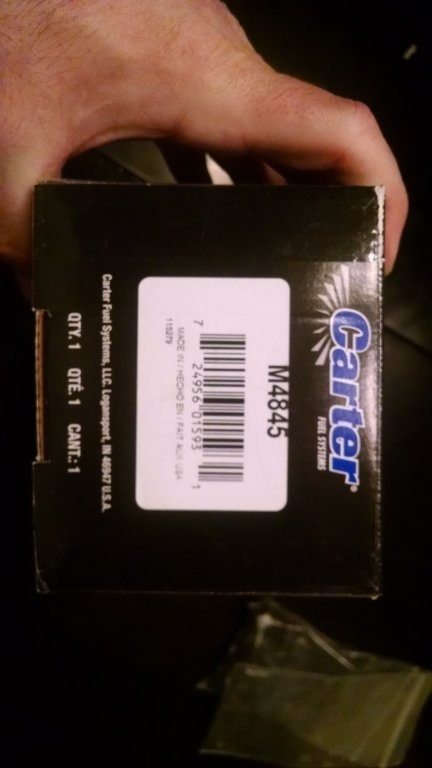 Carter®
FUEL SYSTEMS
M4845
7 24956 01593 1
MADE IN / HECHO EN / FAIT AUX: USA
115279
Carter Fuel Systems, LLC. Logansport, IN 46947 U.S.A.
QTY. 1 QTÉ. 1 CANT.: 1